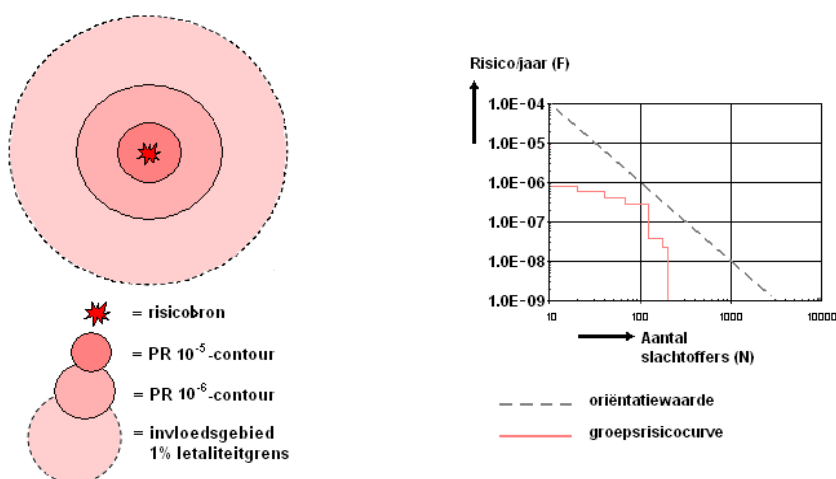 = risicobron
= PR 10⁻⁵-contour
= PR 10⁻⁶-contour
= invloedsgebied
1% letaliteitgrens
Risico/jaar (F)
1.0E-04
1.0E-05
1.0E-06
1.0E-07
1.0E-08
1.0E-09
10
100
1000
10000
Aantal
slachtoffers (N)
oriëntatiewaarde
groepsrisicocurve